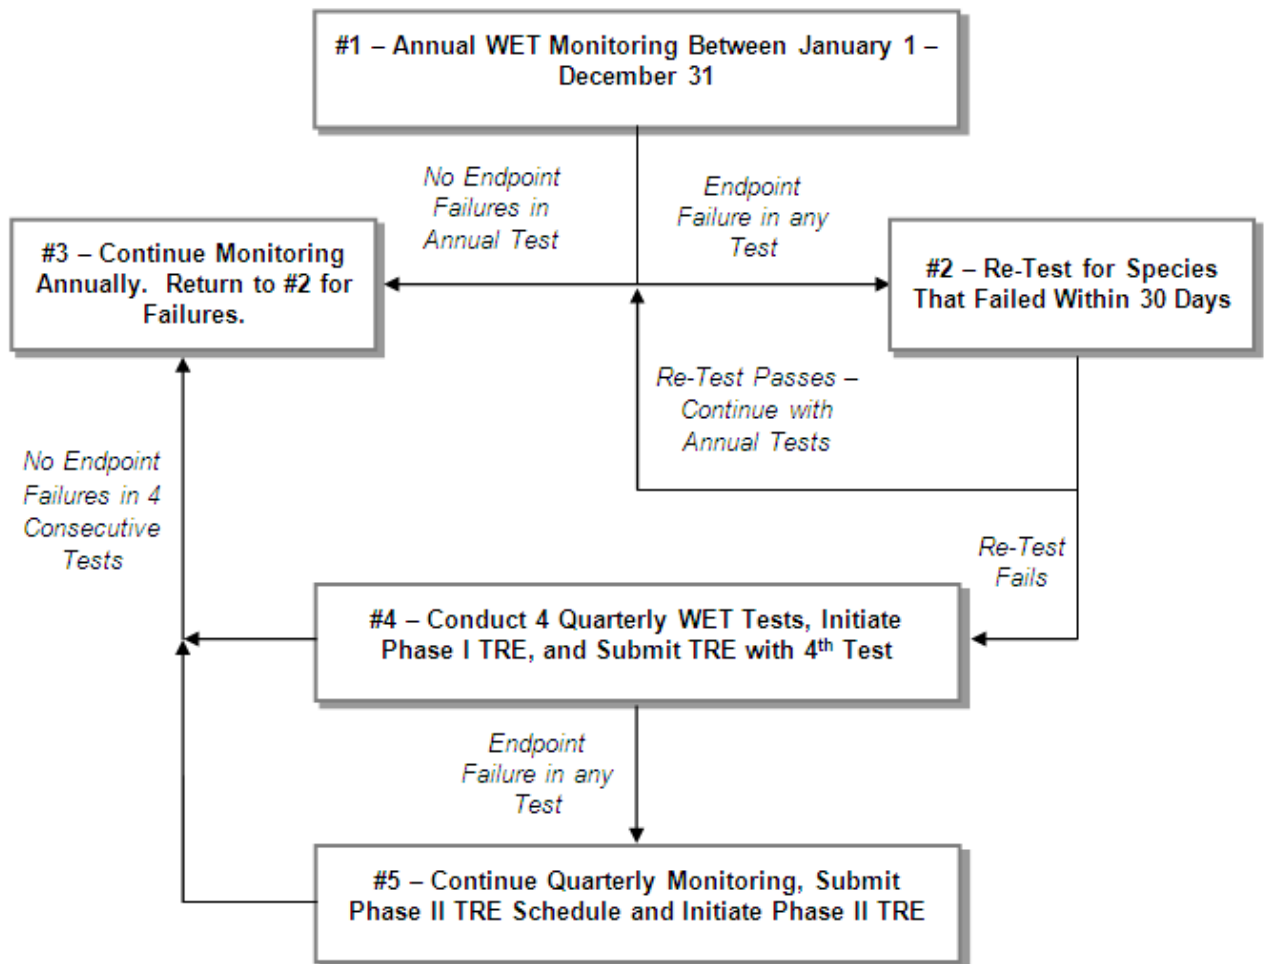 #1 – Annual WET Monitoring Between January 1 –
December 31
No Endpoint
Failures in
Annual Test
Endpoint
Failure in any
Test
#3 – Continue Monitoring
Annually.  Return to #2 for
Failures.
#2 – Re-Test for Species
That Failed Within 30 Days
Re-Test Passes –
Continue with
Annual Tests
No Endpoint
Failures in 4
Consecutive
Tests
Re-Test
Fails
#4 – Conduct 4 Quarterly WET Tests, Initiate
Phase I TRE, and Submit TRE with 4th Test
Endpoint
Failure in any
Test
#5 – Continue Quarterly Monitoring, Submit
Phase II TRE Schedule and Initiate Phase II TRE